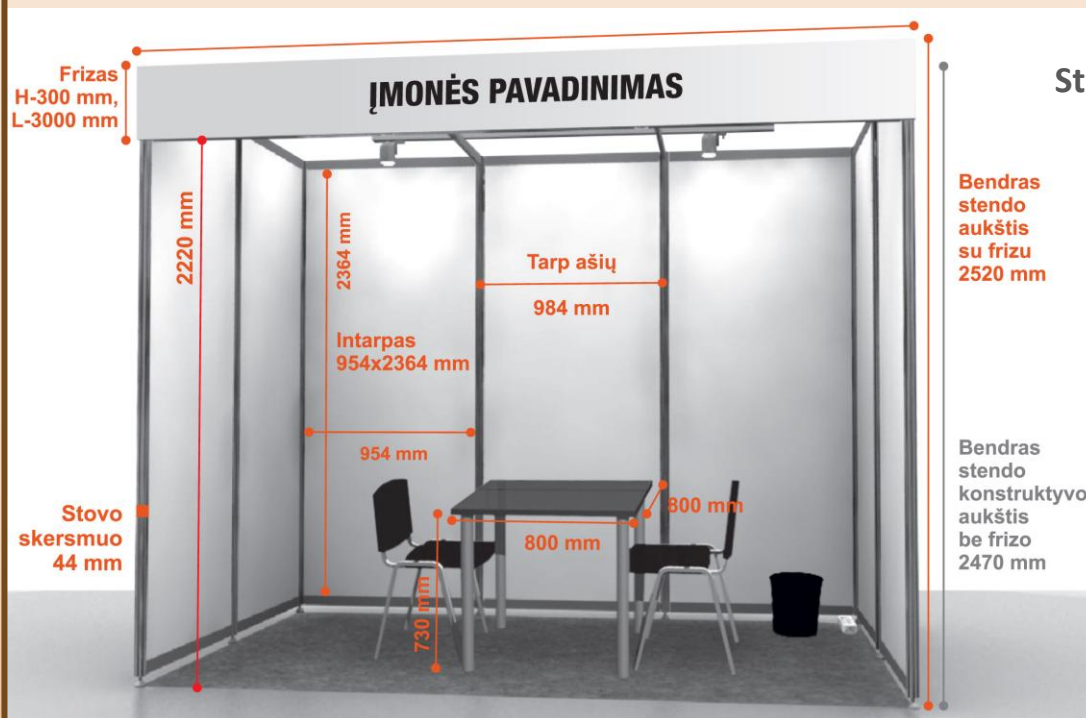 Frizas
H-300 mm,
L-3000 mm
ĮMONĖS PAVADINIMAS
St
2220 mm
2364 mm
Tarp ašių
984 mm
Intarpas
954x2364 mm
954 mm
Bendras
stendo
aukštis
su frizu
2520 mm
Bendras
stendo
konstruktyvo
aukštis
be frizo
2470 mm
Stovo
skersmuo
44 mm
800 mm
800 mm
730 mm